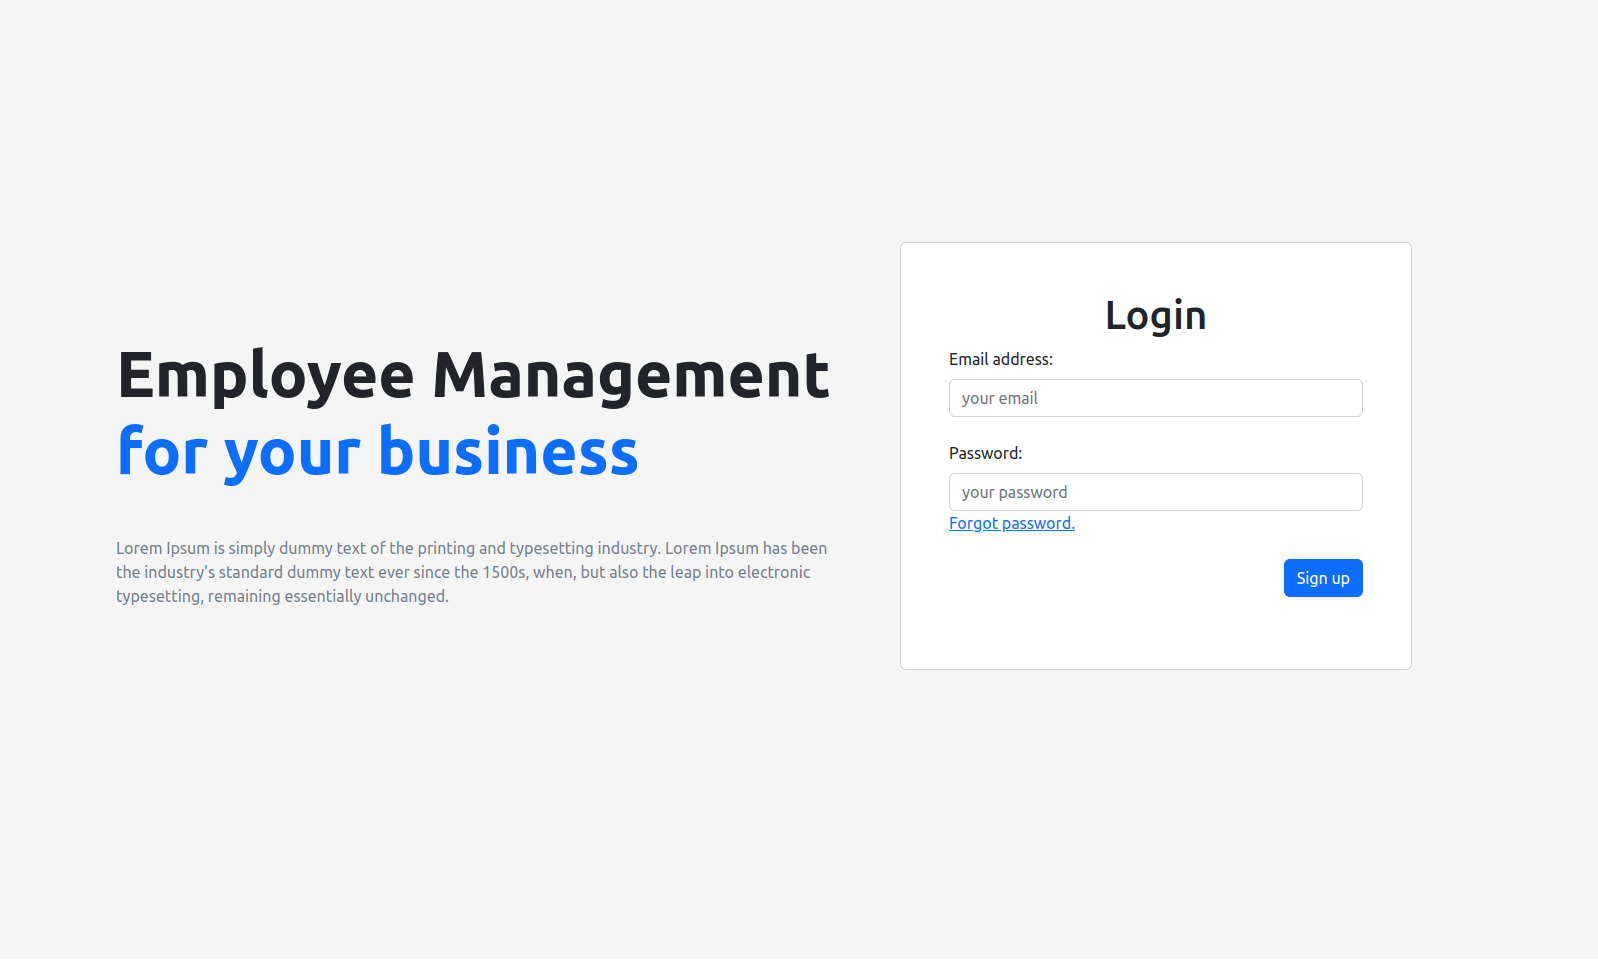 Employee Management
for your business
Lorem Ipsum is simply dummy text of the printing and typesetting industry. Lorem Ipsum has been
the industry's standard dummy text ever since the 1500s, when, but also the leap into electronic
typesetting, remaining essentially unchanged.
Login
Email address:
your email
Password:
your password
Forgot password.
Sign up